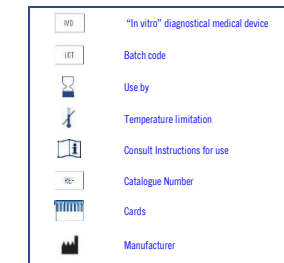 IVD “In vitro” diagnostical medical device
LOT Batch code
Use by
Temperature limitation
i Consult Instructions for use
REF Catalogue Number
Cards
Manufacturer